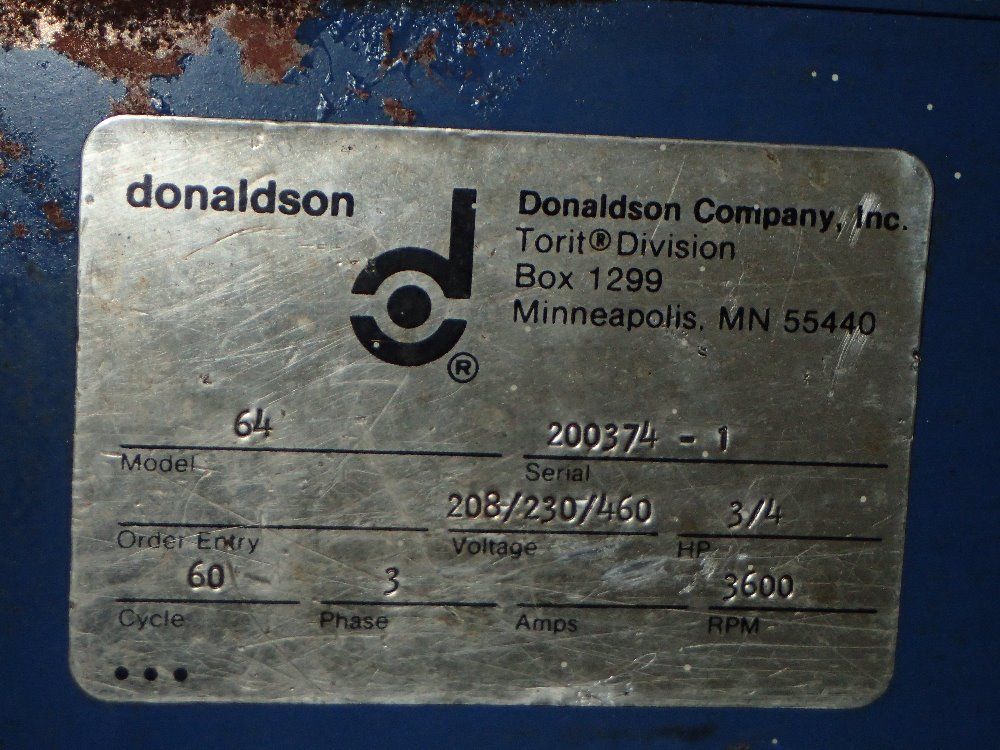 donaldson
Donaldson Company, Inc.
Torit® Division
Box 1299
Minneapolis, MN 55440
®
64
Model
200374 - 1
Serial
Order Entry
208/230/460
Voltage
3/4
HP
60
Cycle
3
Phase
Amps
3600
RPM